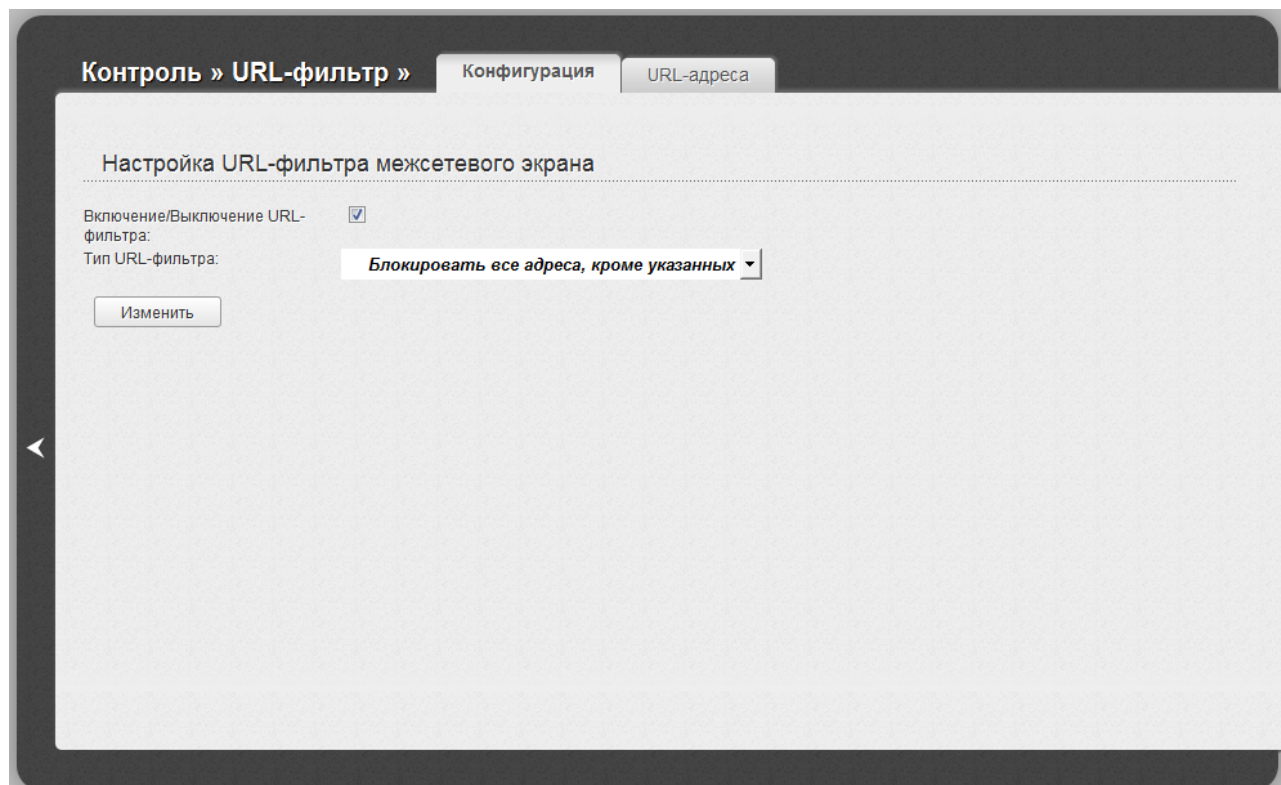 Контроль » URL-фильтр » Конфигурация URL-адреса
Настройка URL-фильтра межсетевого экрана
Включение/Выключение URL-
фильтра:
Тип URL-фильтра: Блокировать все адреса, кроме указанных
Изменить